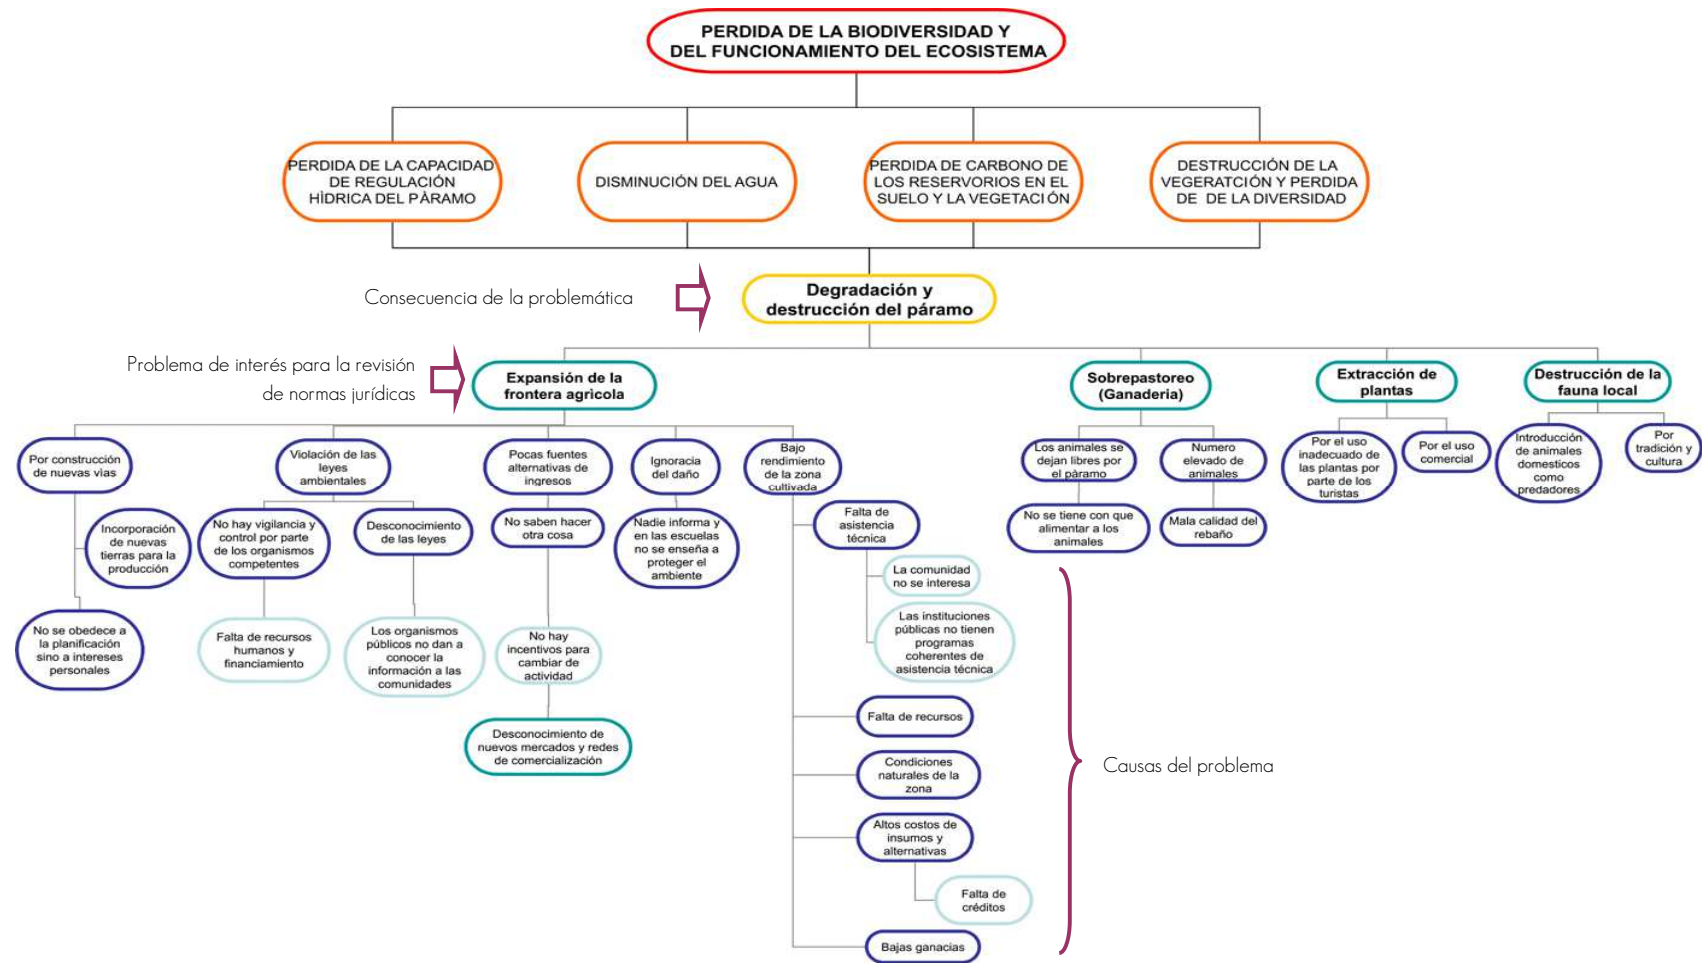 PERDIDA DE LA BIODIVERSIDAD Y
DEL FUNCIONAMIENTO DEL ECOSISTEMA
PERDIDA DE LA CAPACIDAD
DE REGULACIÓN
HÌDRICA DEL PÀRAMO
DISMINUCIÓN DEL AGUA
PERDIDA DE CARBONO DE
LOS RESERVORIOS EN EL
SUELO Y LA VEGETACIÓN
DESTRUCCIÓN DE LA
VEGERATCIÓN Y PERDIDA
DE DE LA DIVERSIDAD
Consecuencia de la problemática
Degradación y
destrucción del páramo
Problema de interés para la revisión
de normas jurídicas
Expansión de la
frontera agrìcola
Sobrepastoreo
(Ganaderia)
Extracción de
plantas
Destrucción de la
fauna local
Por construcción
de nuevas vías
Violación de las
leyes
ambientales
Pocas fuentes
alternativas de
ingresos
Ignoracia
del daño
Bajo
rendimiento
de la zona
cultivada
Los animales se
dejan libres por
el páramo
Numero
elevado de
animales
Por el uso
inadecuado de
las plantas por
parte de los
turistas
Por el uso
comercial
Introducción
de animales
domesticos
como
predadores
Por
tradición y
cultura
Incorporación
de nuevas
tierras para la
producción
No hay vigilancia y
control por parte
de los organismos
competentes
Desconocimiento
de las leyes
No saben hacer
otra cosa
Nadie informa y
en las escuelas
no se enseña a
proteger el
ambiente
Falta de
asistencia
técnica
No se tiene con que
alimentar a los
animales
Mala calidad del
rebaño
La comunidad
no se interesa
No se obedece a
la planificación
sino a intereses
personales
Falta de recursos
humanos y
financiamiento
Los organismos
públicos no dan a
conocer la
información a las
comunidades
No hay
incentivos para
cambiar de
actividad
Las instituciones
públicas no tienen
programas
coherentes de
asistencia técnica
Desconocimiento de
nuevos mercados y redes
de comercialización
Falta de recursos
Condiciones
naturales de la
zona
Causas del problema
Altos costos de
insumos y
alternativas
Falta de
créditos
Bajas ganacias